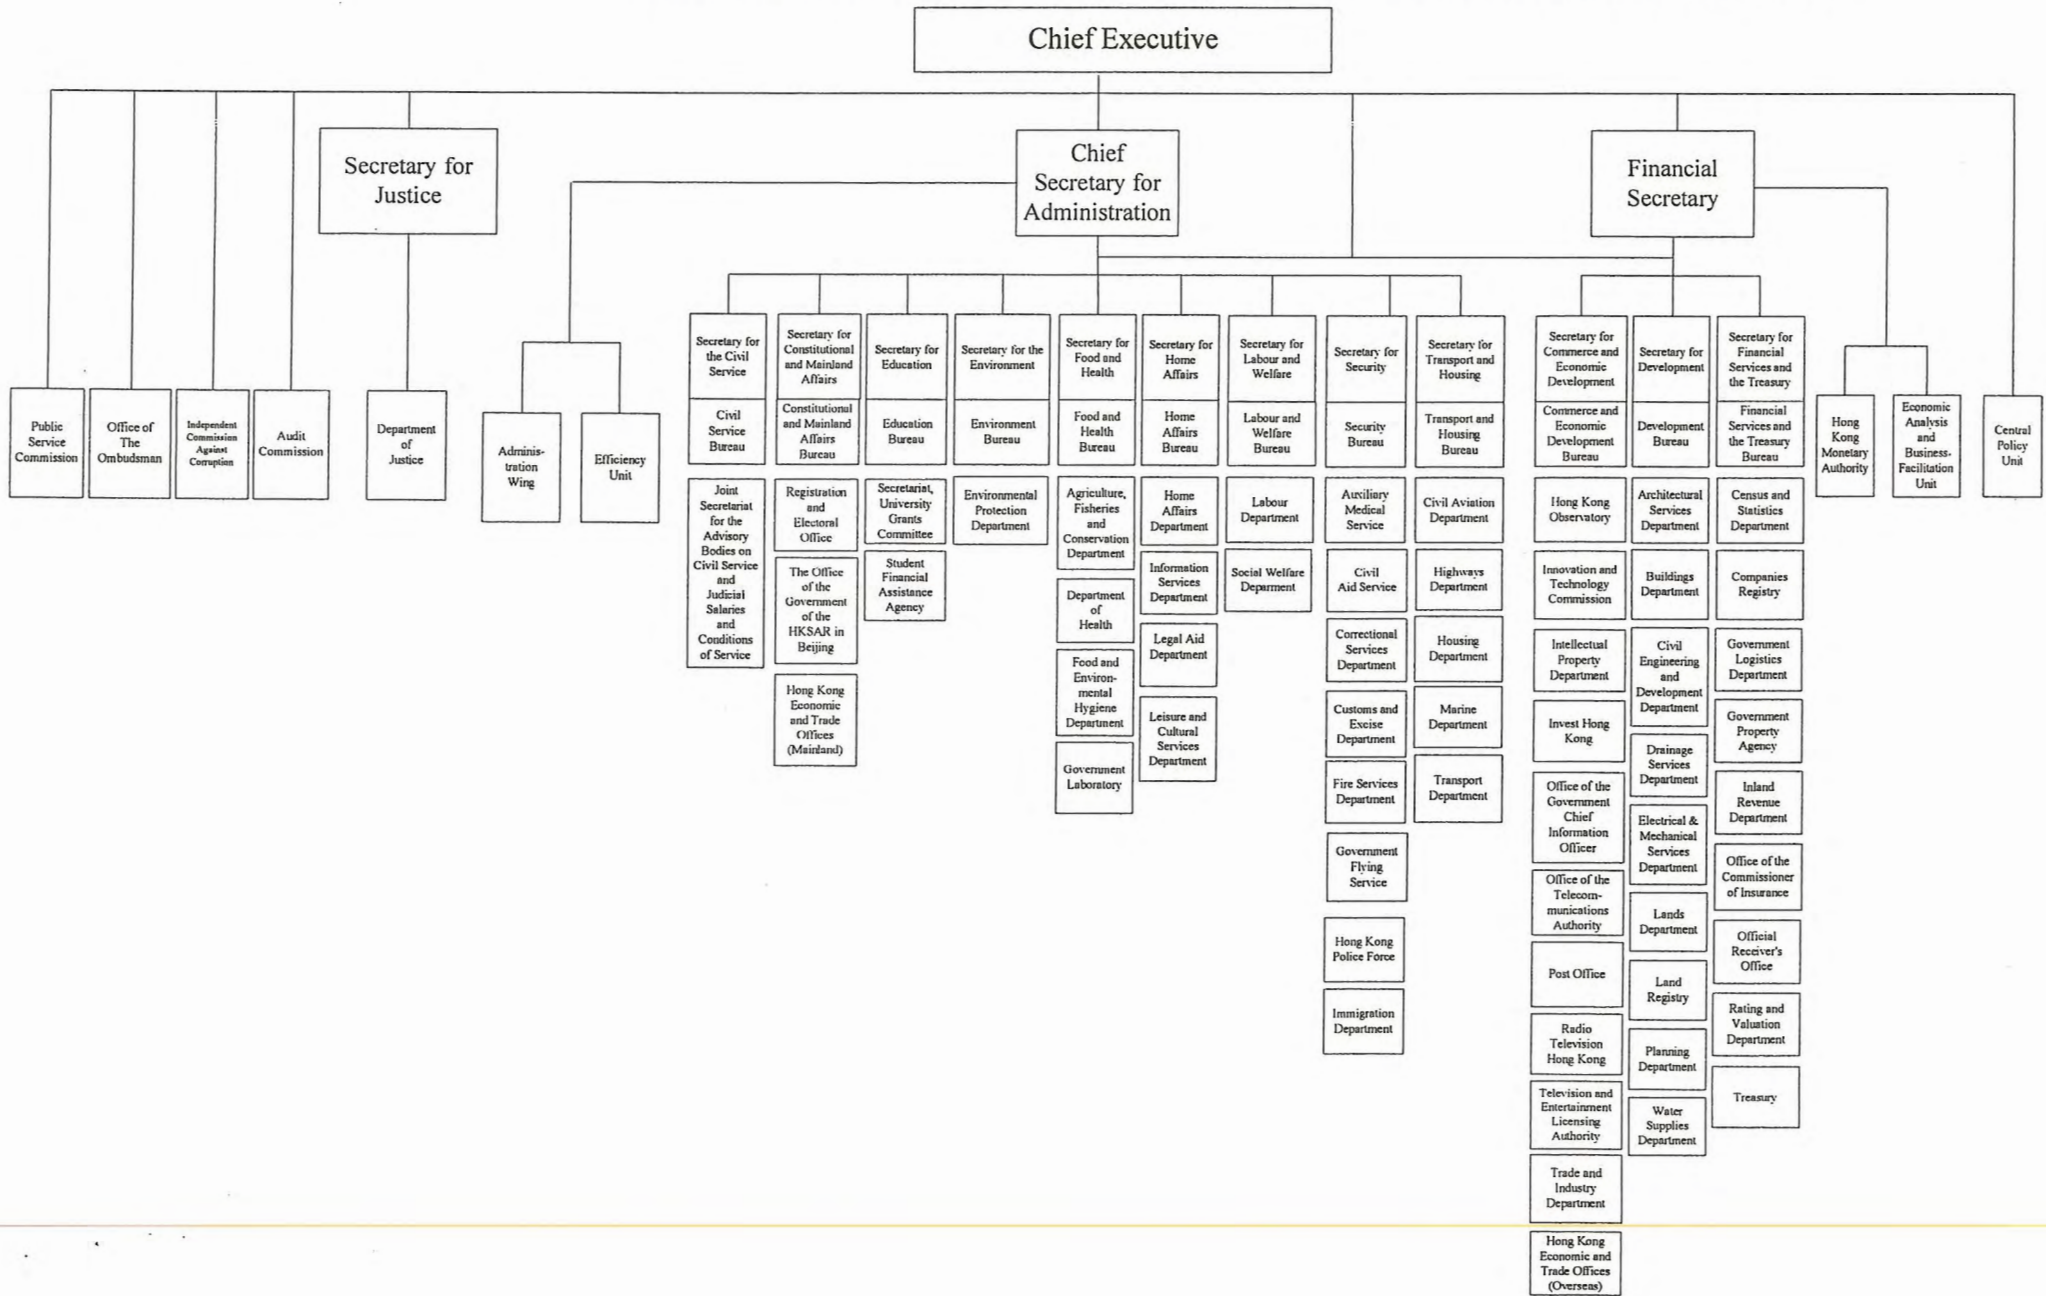 Chief Executive
Secretary for
Justice
Chief
Secretary for
Administration
Financial
Secretary
Public
Service
Commission
Office of
The
Ombudsman
Independent
Commission
Against
Corruption
Audit
Commission
Department
of
Justice
Adminis-
tration
Wing
Efficiency
Unit
Secretary for
the Civil
Service
Civil
Service
Bureau
Joint
Secretariat
for the
Advisory
Bodies on
Civil Service
and
Judicial
Salaries
and
Conditions
of Service
Secretary for
Constitutional
and Mainland
Affairs
Constitutional
and Mainland
Affairs
Bureau
Registration
and
Electoral
Office
The Office
of the
Government
of the
HKSAR in
Beijing
Hong Kong
Economic
and Trade
Offices
(Mainland)
Secretary for
Education
Education
Bureau
Secretariat,
University
Grants
Committee
Student
Financial
Assistance
Agency
Secretary for the
Environment
Environment
Bureau
Environmental
Protection
Department
Secretary for
Food and
Health
Food and
Health
Bureau
Agriculture,
Fisheries
and
Conservation
Department
Department
of
Health
Food and
Environ-
mental
Hygiene
Department
Government
Laboratory
Secretary for
Home
Affairs
Home
Affairs
Bureau
Home
Affairs
Department
Information
Services
Department
Legal Aid
Department
Leisure and
Cultural
Services
Department
Secretary for
Labour and
Welfare
Labour and
Welfare
Bureau
Labour
Department
Social Welfare
Deparment
Secretary for
Security
Security
Bureau
Auxiliary
Medical
Service
Civil
Aid Service
Correctional
Services
Department
Customs and
Excise
Department
Fire Services
Department
Government
Flying
Service
Hong Kong
Police Force
Immigration
Department
Secretary for
Transport and
Housing
Transport and
Housing
Bureau
Civil Aviation
Department
Highways
Department
Housing
Department
Marine
Department
Transport
Department
Secretary for
Commerce and
Economic
Development
Commerce and
Economic
Development
Bureau
Hong Kong
Observatory
Innovation and
Technology
Commission
Intellectual
Property
Department
Invest Hong
Kong
Office of the
Government
Chief
Information
Officer
Office of the
Telecom-
munications
Authority
Post Office
Radio
Television
Hong Kong
Television and
Entertainment
Licensing
Authority
Trade and
Industry
Department
Hong Kong
Economic and
Trade Offices
(Overseas)
Secretary for
Development
Development
Bureau
Architectural
Services
Department
Buildings
Department
Civil
Engineering
and
Development
Department
Drainage
Services
Department
Electrical &
Mechanical
Services
Department
Lands
Department
Land
Registry
Planning
Department
Water
Supplies
Department
Secretary for
Financial
Services and
the Treasury
Financial
Services and
the Treasury
Bureau
Census and
Statistics
Department
Companies
Registry
Government
Logistics
Department
Government
Property
Agency
Inland
Revenue
Department
Office of the
Commissioner
of Insurance
Official
Receiver's
Office
Rating and
Valuation
Department
Treasury
Hong
Kong
Monetary
Authority
Economic
Analysis
and
Business-
Facilitation
Unit
Central
Policy
Unit